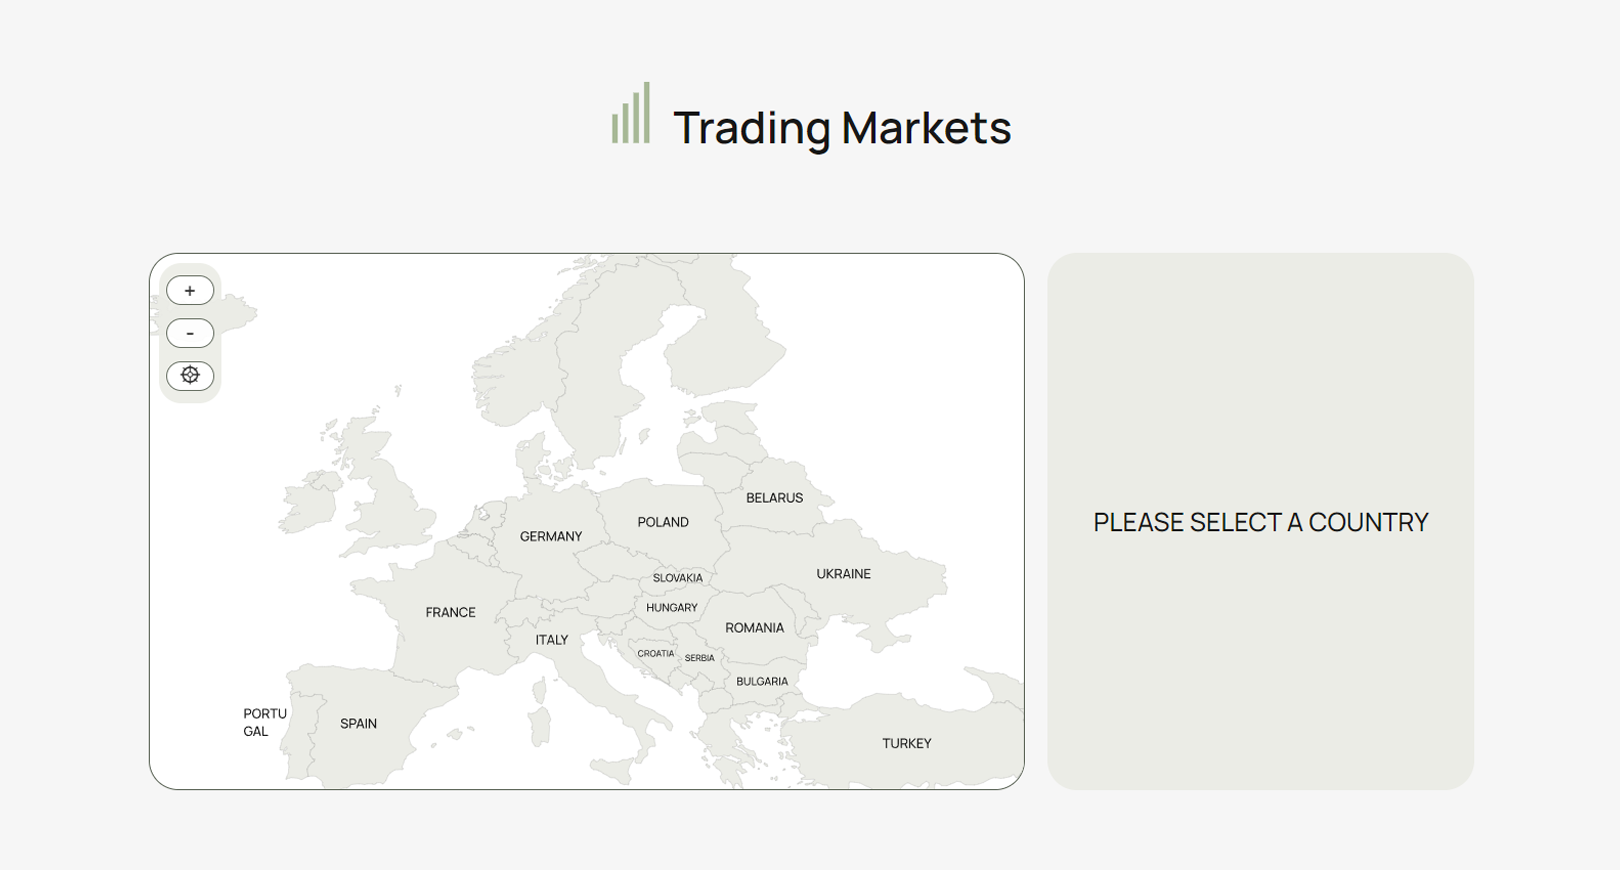 Trading Markets
+
-
BELARUS
POLAND
GERMANY
UKRAINE
SLOVAKIA
HUNGARY
FRANCE
ROMANIA
ITALY
CROATIA
SERBIA
BULGARIA
PORTU
GAL
SPAIN
TURKEY
PLEASE SELECT A COUNTRY